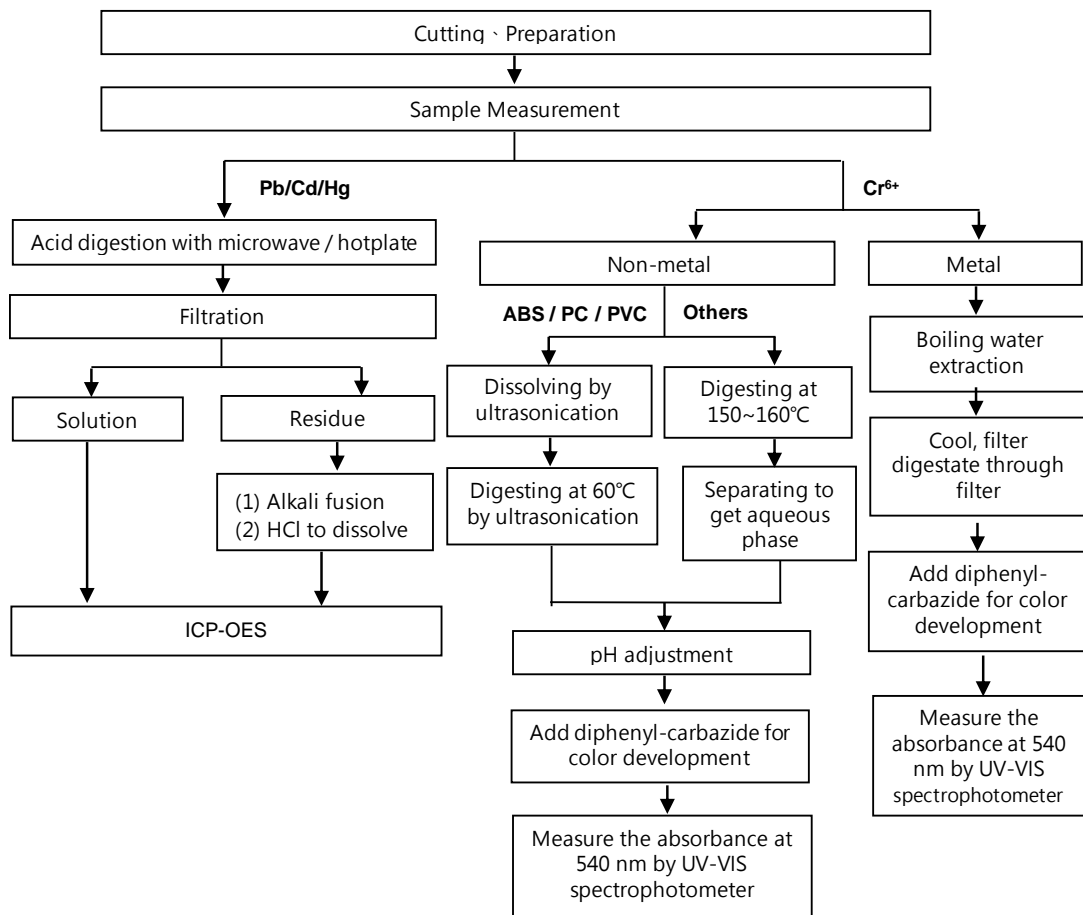 Cutting、Preparation
Sample Measurement
Pb/Cd/Hg
Cr⁶⁺
Acid digestion with microwave / hotplate
Non-metal
Metal
Filtration
ABS / PC / PVC
Others
Boiling water
extraction
Solution
Residue
Dissolving by
ultrasonication
Digesting at
150~160℃
Cool, filter
digestate through
filter
(1) Alkali fusion
(2) HCl to dissolve
Digesting at 60℃
by ultrasonication
Separating to
get aqueous
phase
Add diphenyl-
carbazide for color
development
ICP-OES
pH adjustment
Add diphenyl-carbazide for
color development
Measure the
absorbance at 540
nm by UV-VIS
spectrophotometer
Measure the absorbance at
540 nm by UV-VIS
spectrophotometer